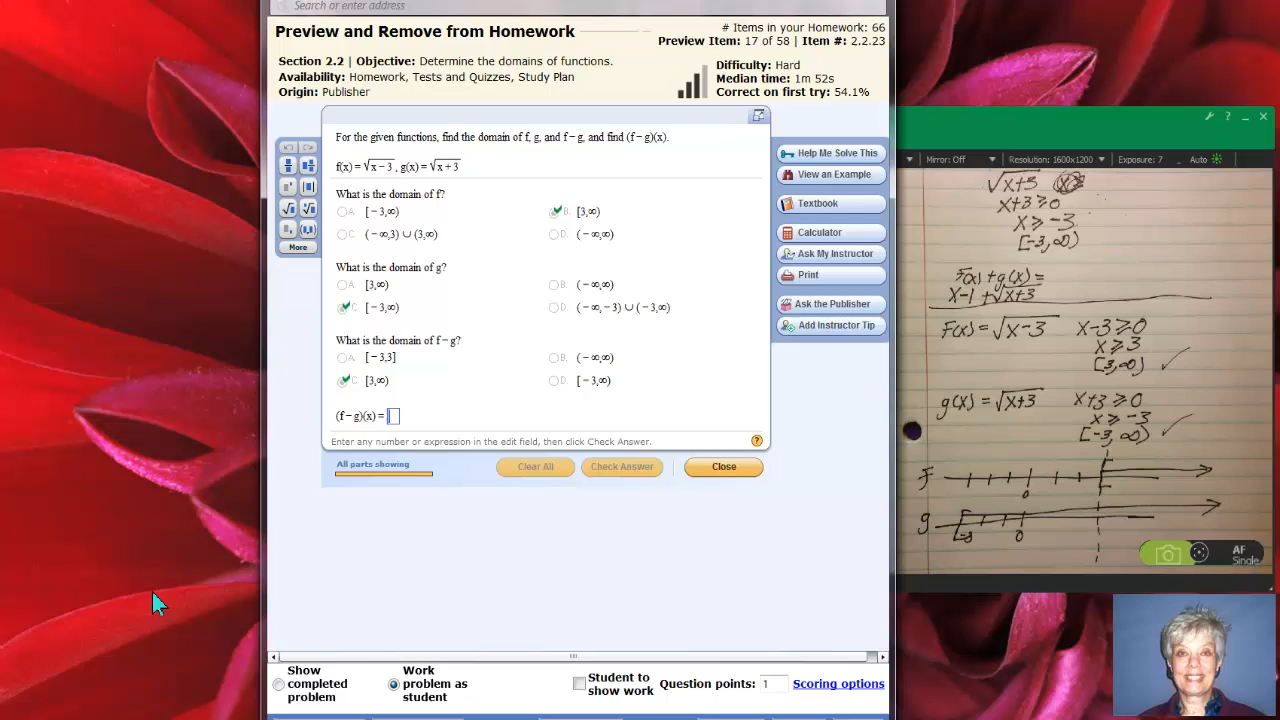 Search or enter address
Preview and Remove from Homework
# Items in your Homework: 66
Preview Item: 17 of 58 | Item #: 2.2.23
Section 2.2 | Objective: Determine the domains of functions.
Availability: Homework, Tests and Quizzes, Study Plan
Origin: Publisher
Difficulty: Hard
Median time: 1m 52s
Correct on first try: 54.1%
For the given functions, find the domain of f, g, and f−g, and find (f−g)(x).
f(x) = √x−3, g(x) = √x+3
What is the domain of f?
A. [−3,∞)
B. [3,∞)
C. (−∞,3) ∪ (3,∞)
D. (−∞,∞)
What is the domain of g?
A. [3,∞)
B. (−∞,∞)
C. [−3,∞)
D. (−∞,−3) ∪ (−3,∞)
What is the domain of f−g?
A. [−3,3]
B. (−∞,∞)
C. [3,∞)
D. [−3,∞)
(f−g)(x) =
Enter any number or expression in the edit field, then click Check Answer.
?
All parts showing
Clear All
Check Answer
Close
More
Help Me Solve This
View an Example
Textbook
Calculator
Ask My Instructor
Print
Ask the Publisher
Add Instructor Tip
Show completed problem
Work problem as student
Student to show work
Question points: 1
Scoring options
Mirror: Off
Resolution: 1600x1200
Exposure: 7
Auto
√x+3
x+3 ≥ 0
x ≥ −3
[−3, ∞)
F(x) + g(x) =
x−1 + √x+3
F(x) = √x−3
x−3 ≥ 0
x ≥ 3
[3, ∞) ✓
g(x) = √x+3
x+3 ≥ 0
x ≥ −3
[−3, ∞) ✓
F
0
g
−3
0
AF
Single